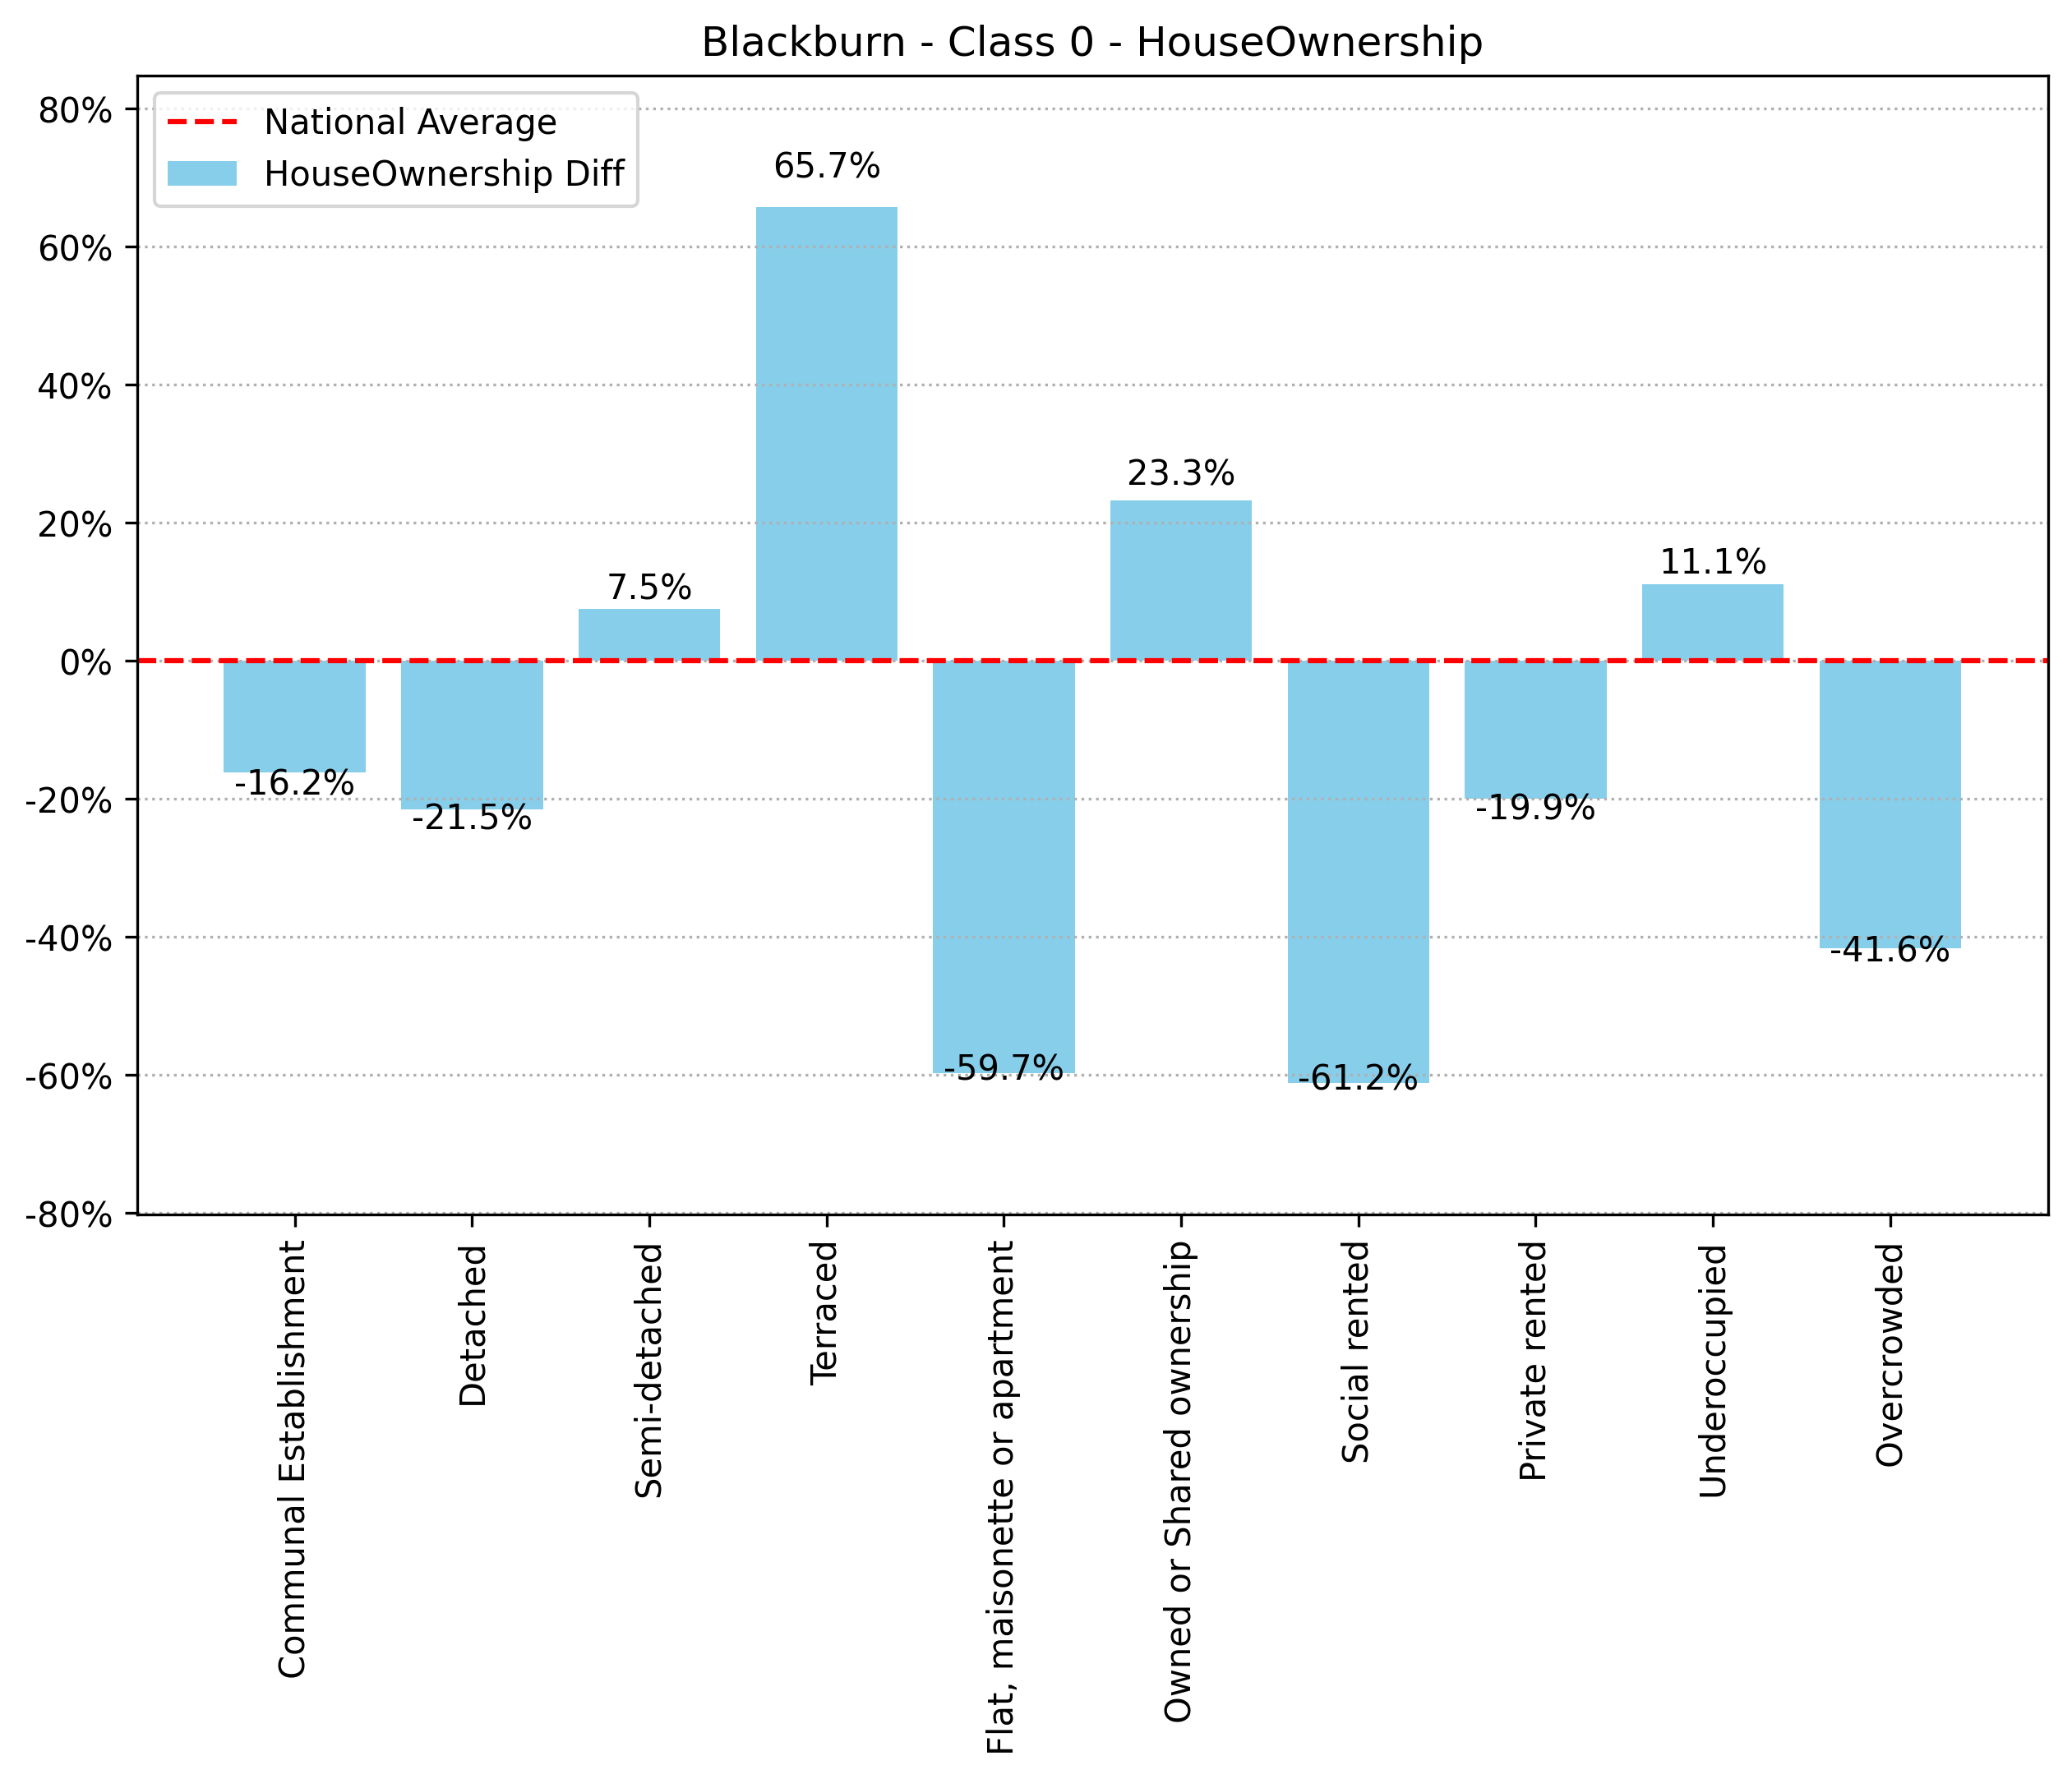 Blackburn - Class 0 - HouseOwnership
National Average
HouseOwnership Diff
80%
60%
40%
20%
0%
-20%
-40%
-60%
-80%
-16.2%
-21.5%
7.5%
65.7%
-59.7%
23.3%
-61.2%
-19.9%
11.1%
-41.6%
Communal Establishment
Detached
Semi-detached
Terraced
Flat, maisonette or apartment
Owned or Shared ownership
Social rented
Private rented
Underoccupied
Overcrowded